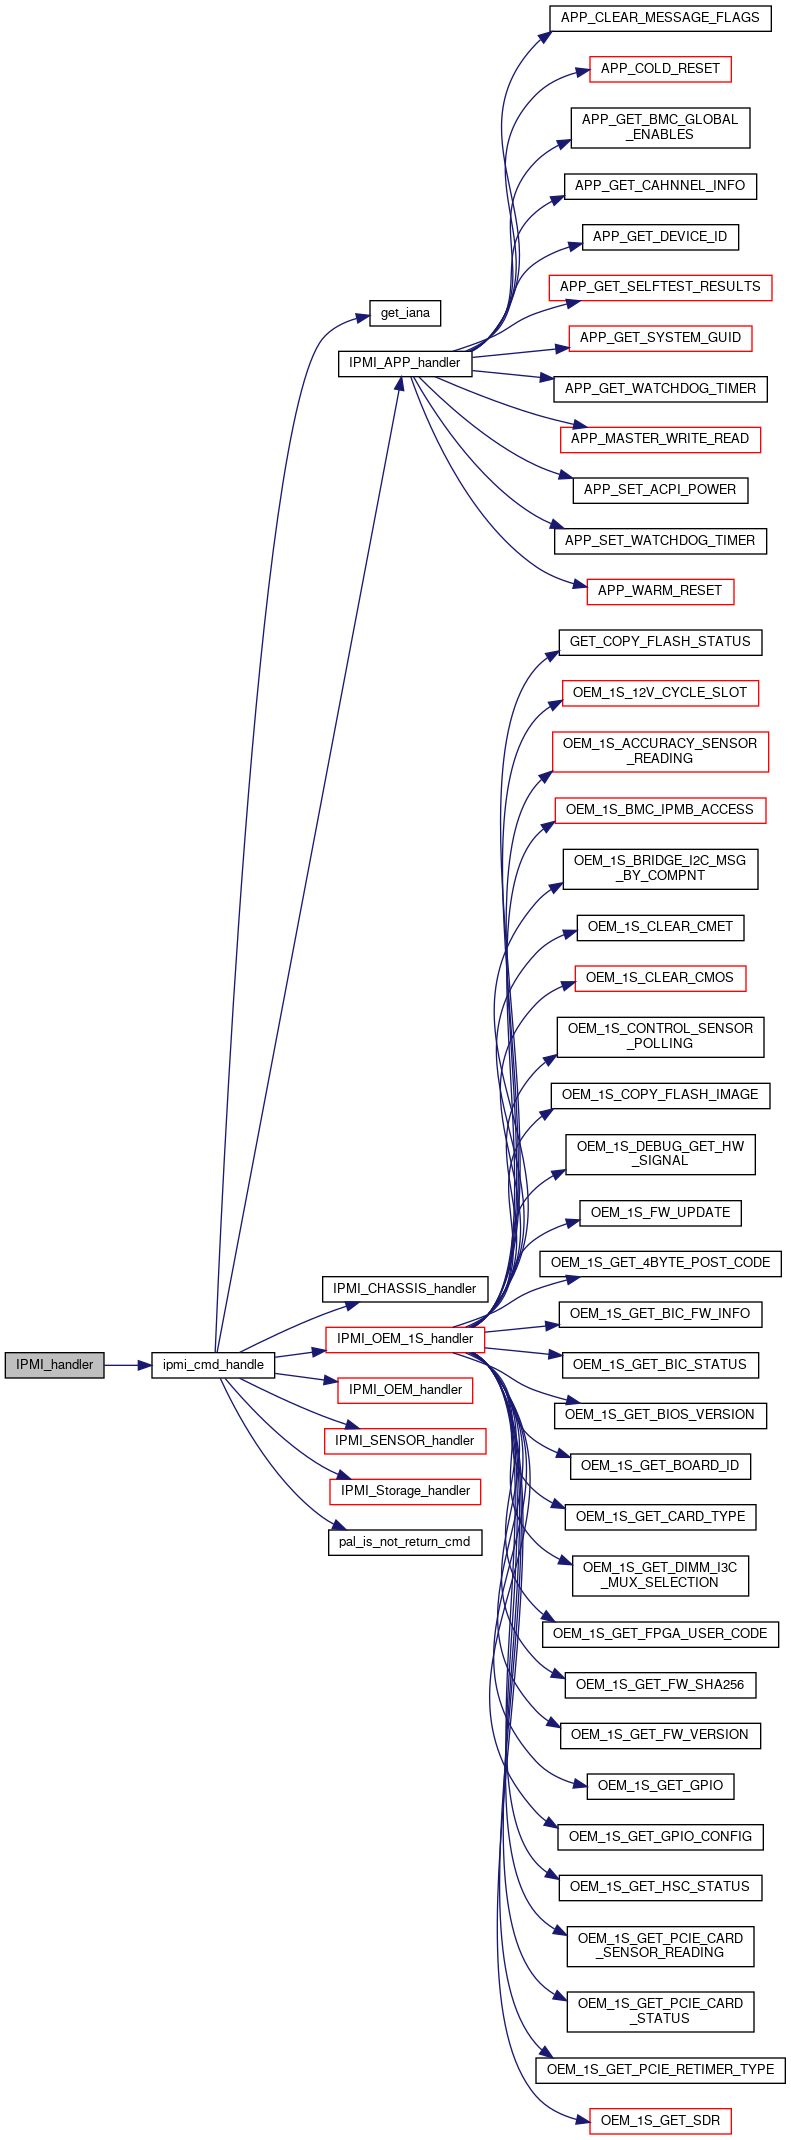 APP_CLEAR_MESSAGE_FLAGS
APP_COLD_RESET
APP_GET_BMC_GLOBAL
_ENABLES
APP_GET_CAHNNEL_INFO
APP_GET_DEVICE_ID
APP_GET_SELFTEST_RESULTS
get_iana
APP_GET_SYSTEM_GUID
IPMI_APP_handler
APP_GET_WATCHDOG_TIMER
APP_MASTER_WRITE_READ
APP_SET_ACPI_POWER
APP_SET_WATCHDOG_TIMER
APP_WARM_RESET
GET_COPY_FLASH_STATUS
OEM_1S_12V_CYCLE_SLOT
OEM_1S_ACCURACY_SENSOR
_READING
OEM_1S_BMC_IPMB_ACCESS
OEM_1S_BRIDGE_I2C_MSG
_BY_COMPNT
OEM_1S_CLEAR_CMET
OEM_1S_CLEAR_CMOS
OEM_1S_CONTROL_SENSOR
_POLLING
OEM_1S_COPY_FLASH_IMAGE
OEM_1S_DEBUG_GET_HW
_SIGNAL
OEM_1S_FW_UPDATE
OEM_1S_GET_4BYTE_POST_CODE
IPMI_CHASSIS_handler
OEM_1S_GET_BIC_FW_INFO
IPMI_OEM_1S_handler
IPMI_handler
ipmi_cmd_handle
OEM_1S_GET_BIC_STATUS
IPMI_OEM_handler
OEM_1S_GET_BIOS_VERSION
IPMI_SENSOR_handler
OEM_1S_GET_BOARD_ID
IPMI_Storage_handler
OEM_1S_GET_CARD_TYPE
pal_is_not_return_cmd
OEM_1S_GET_DIMM_I3C
_MUX_SELECTION
OEM_1S_GET_FPGA_USER_CODE
OEM_1S_GET_FW_SHA256
OEM_1S_GET_FW_VERSION
OEM_1S_GET_GPIO
OEM_1S_GET_GPIO_CONFIG
OEM_1S_GET_HSC_STATUS
OEM_1S_GET_PCIE_CARD
_SENSOR_READING
OEM_1S_GET_PCIE_CARD
_STATUS
OEM_1S_GET_PCIE_RETIMER_TYPE
OEM_1S_GET_SDR